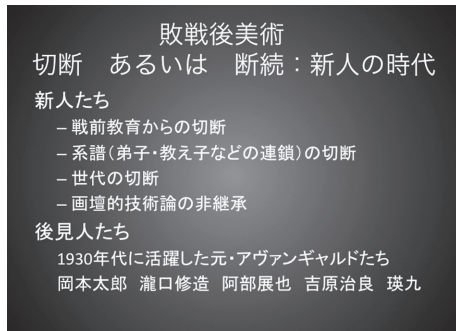 敗戦後美術
切断　あるいは　断続：新人の時代
新人たち
– 戦前教育からの切断
– 系譜（弟子・教え子などの連鎖）の切断
– 世代の切断
– 画壇的技術論の非継承
後見人たち
1930年代に活躍した元・アヴァンギャルドたち
岡本太郎　瀧口修造　阿部展也　吉原治良　瑛九